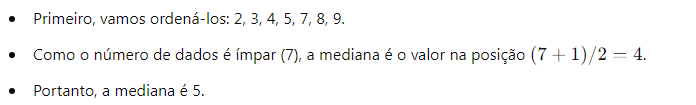 • Primeiro, vamos ordená-los: 2, 3, 4, 5, 7, 8, 9.
• Como o número de dados é ímpar (7), a mediana é o valor na posição (7 + 1)/2 = 4.
• Portanto, a mediana é 5.